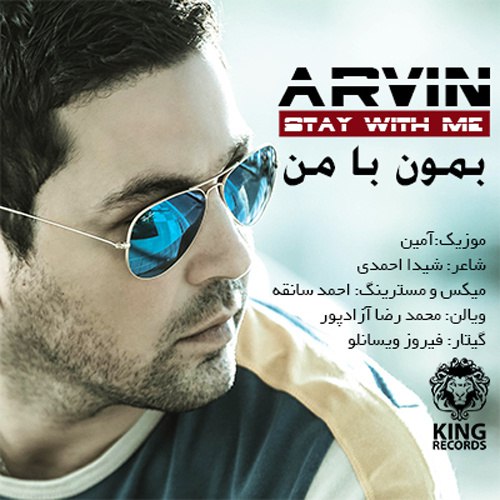 ARVIN
STAY WITH ME
بمون با من
موزیک:آمین
شاعر: شیدا احمدی
میکس و مسترینگ: احمد سانقه
ویالن: محمد رضا آزادپور
گیتار: فیروز ویسانلو
KING
RECORDS